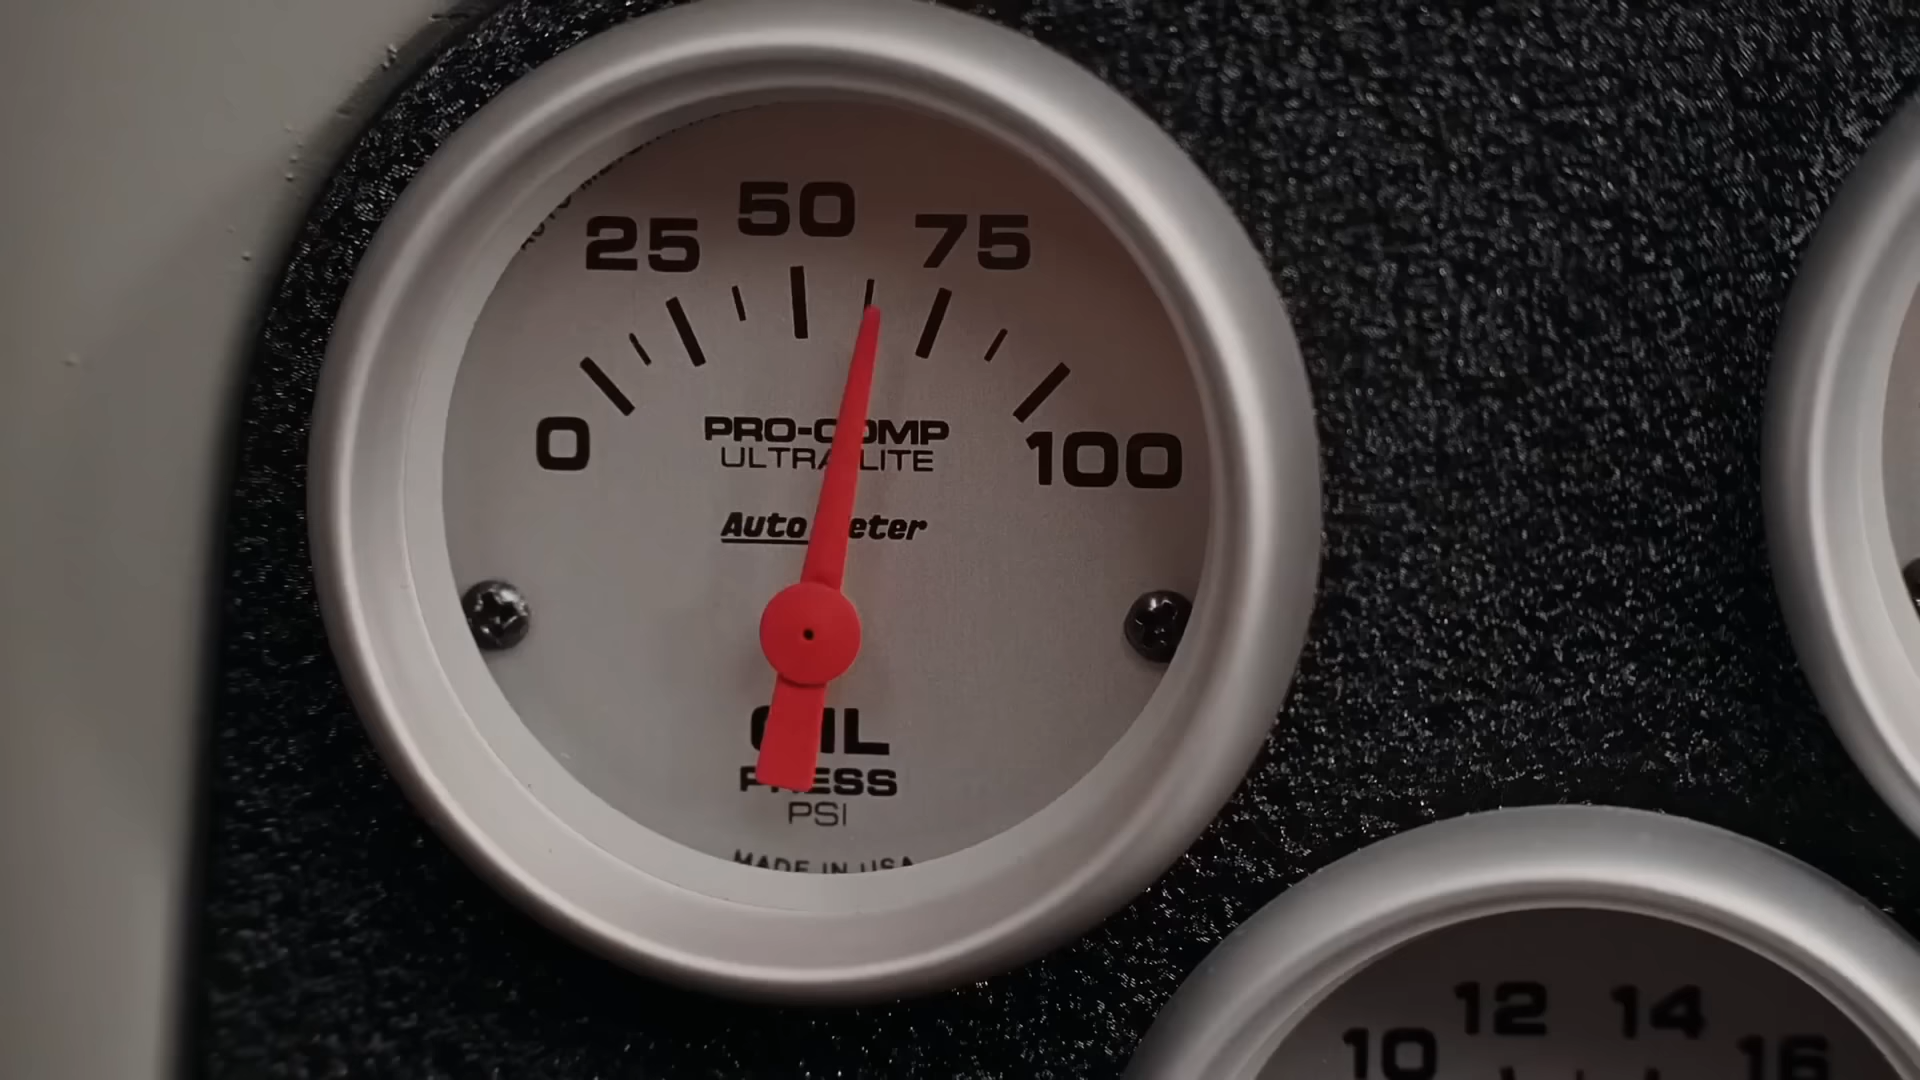 25 50 75
0 100
PRO-COMP
ULTRA-LITE
Auto Meter
OIL
PRESS
PSI
MADE IN USA
12 14
10 16